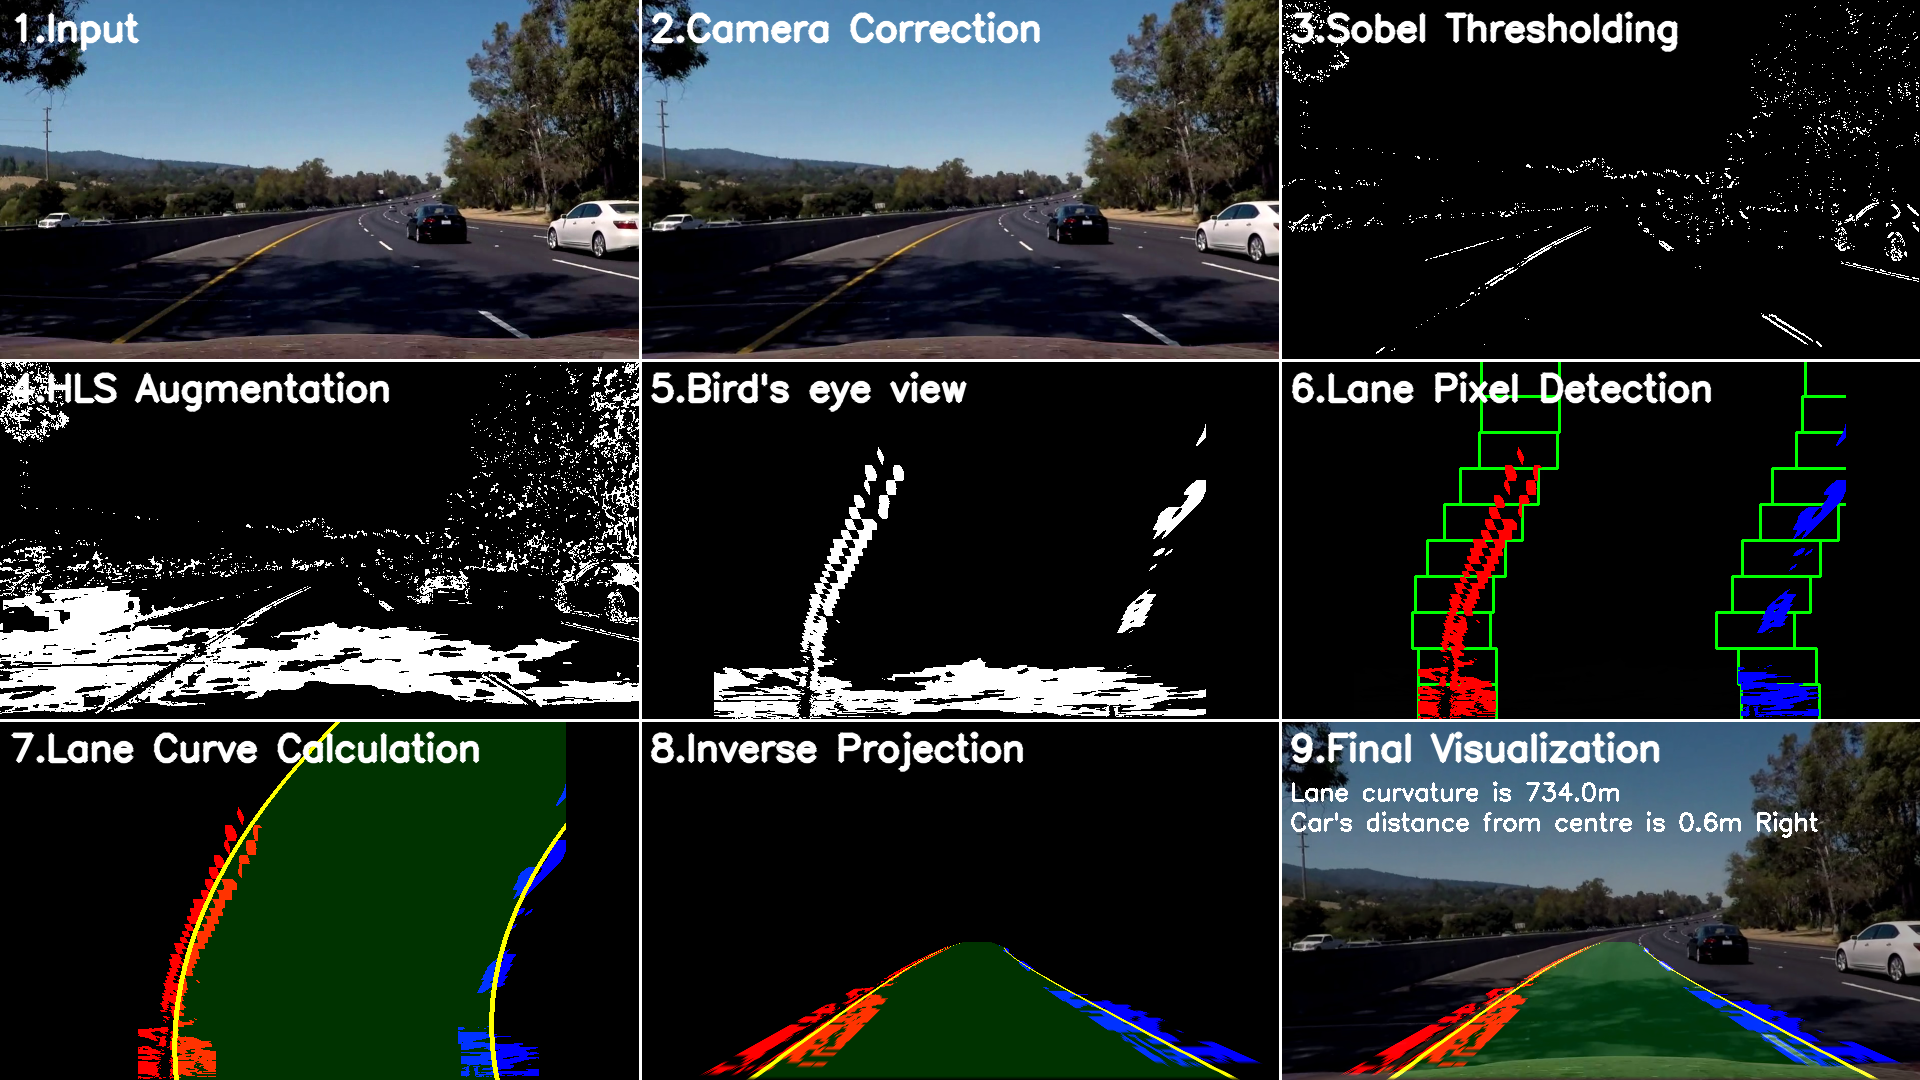 1.Input
2.Camera Correction
3.Sobel Thresholding
4.HLS Augmentation
5.Bird's eye view
6.Lane Pixel Detection
7.Lane Curve Calculation
8.Inverse Projection
9.Final Visualization
Lane curvature is 734.0m
Car's distance from centre is 0.6m Right